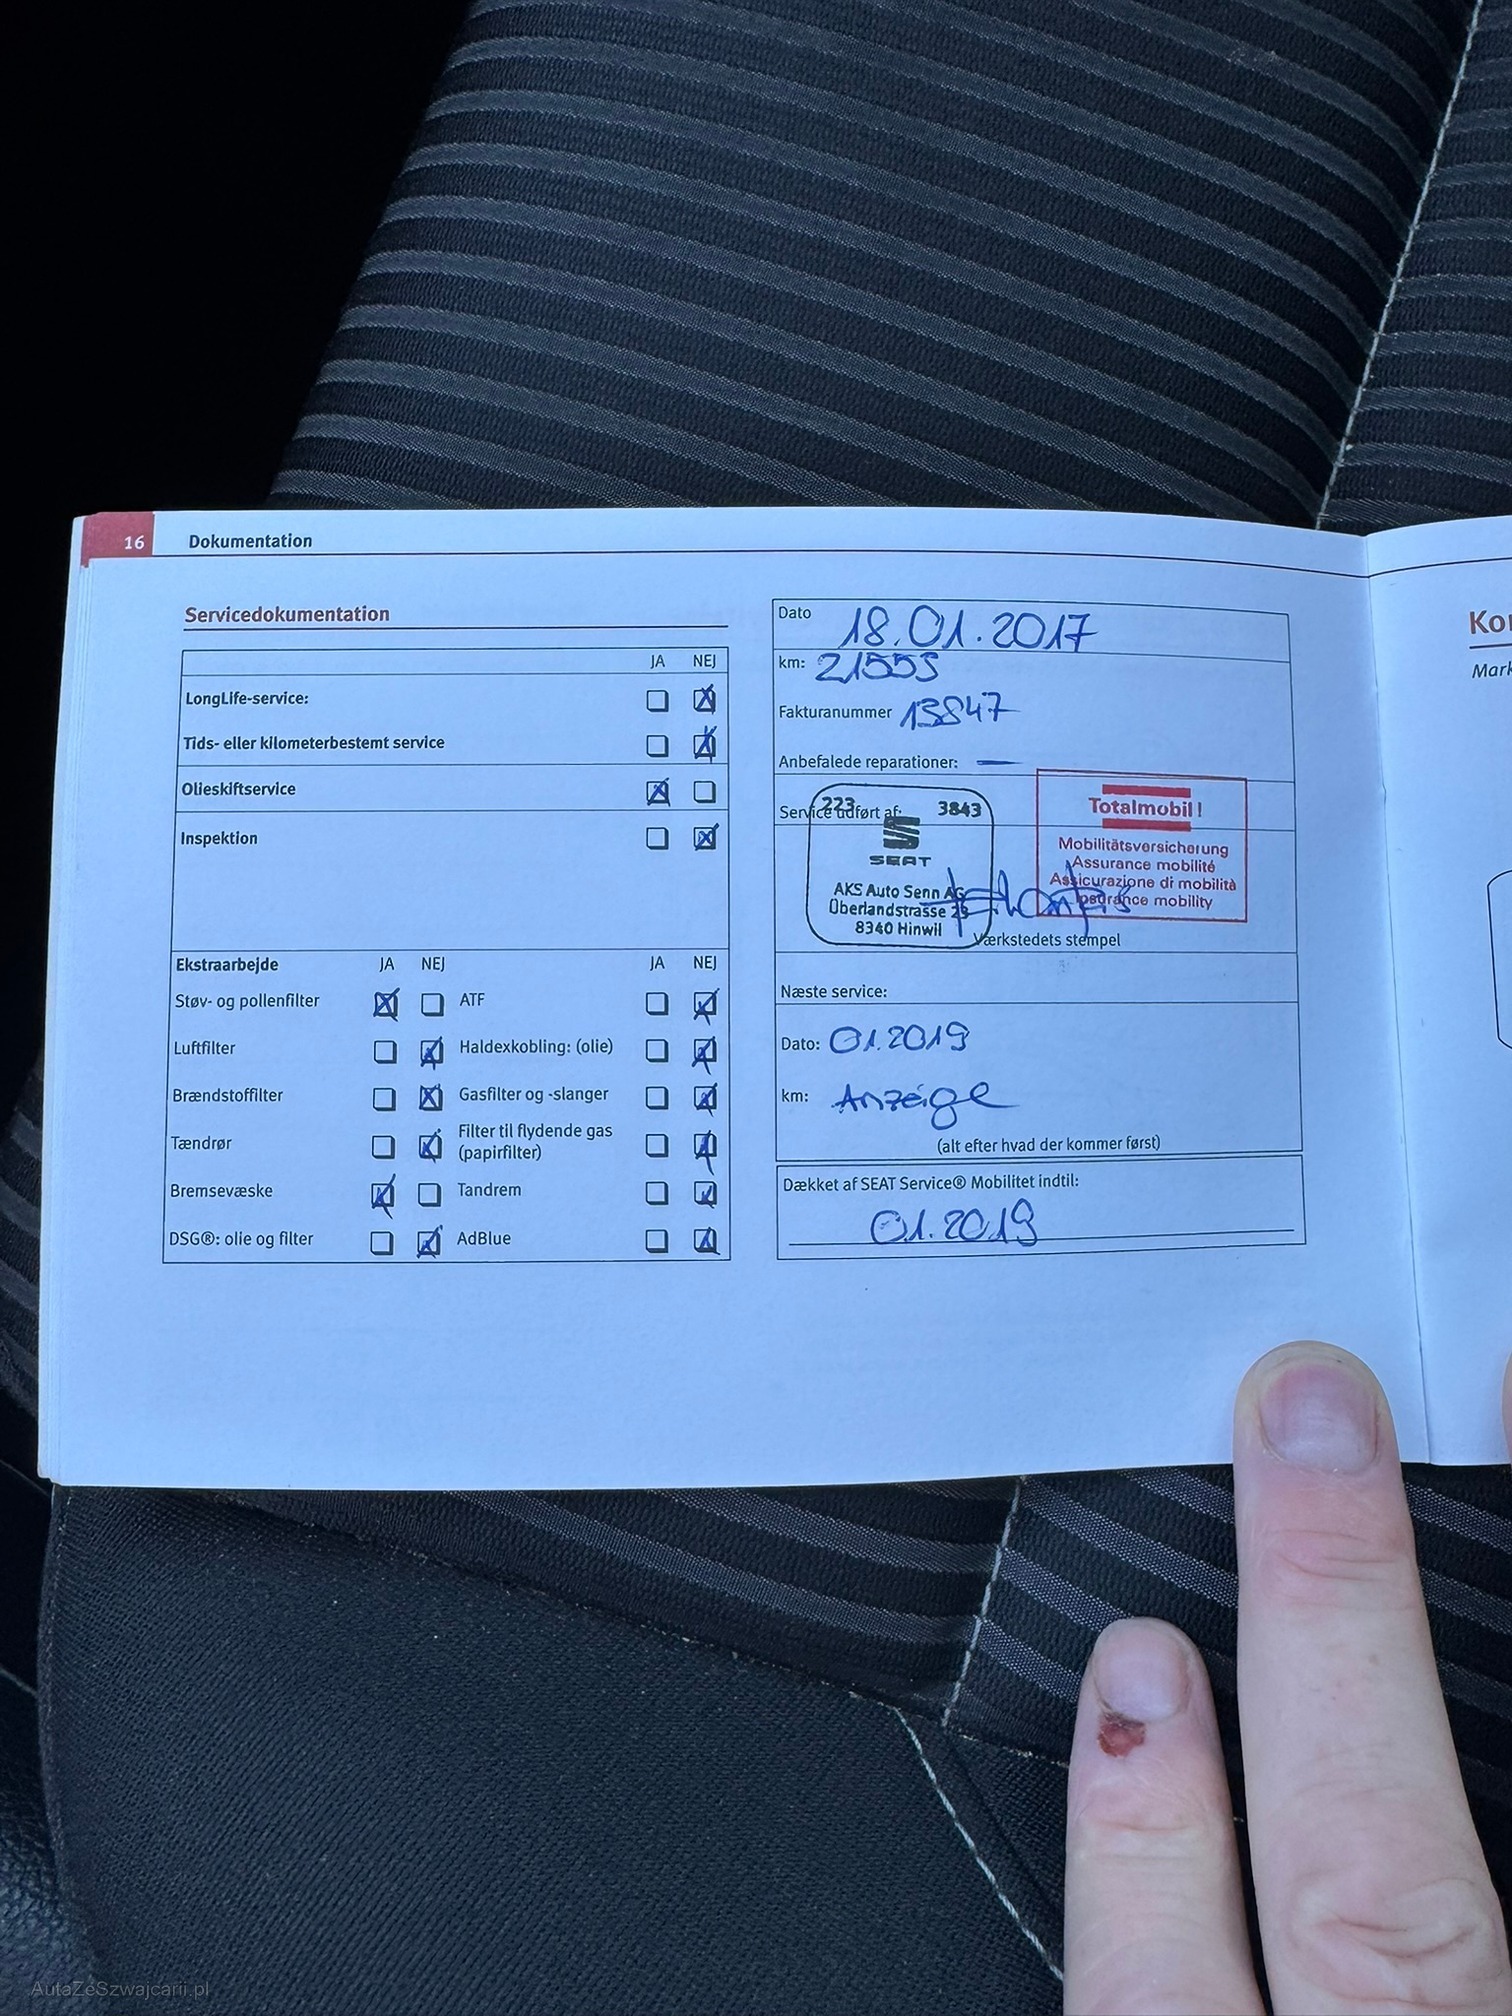 16 Dokumentation
Servicedokumentation
JA NEJ
LongLife-service:
Tids- eller kilometerbestemt service
Olieskiftservice
Inspektion
Ekstraarbejde JA NEJ JA NEJ
Støv- og pollenfilter ATF
Luftfilter Haldexkobling: (olie)
Brændstoffilter Gasfilter og -slanger
Tændrør Filter til flydende gas
(papirfilter)
Bremsevæske Tandrem
DSG®: olie og filter AdBlue
Dato 18.01.2017
km: 21555
Fakturanummer 13847
Anbefalede reparationer: —
Service udført af:
223 3843
SEAT
AKS Auto Senn AG
Überlandstrasse 23
8340 Hinwil
Totalmobil!
Mobilitätsversicherung
Assurance mobilité
Assicurazione di mobilità
Insurance mobility
Værkstedets stempel
Næste service:
Dato: 01.2019
km: Anzeige
(alt efter hvad der kommer først)
Dækket af SEAT Service® Mobilitet indtil:
01.2019
Kor
Mark
AutaZeSzwajcarii.pl